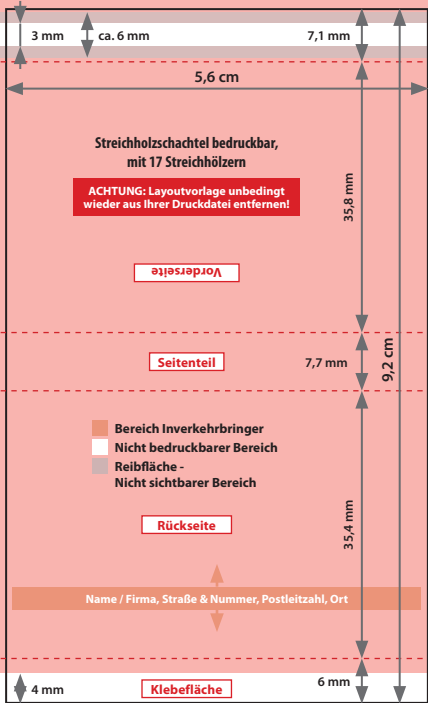 3 mm
ca. 6 mm
7,1 mm
5,6 cm
Streichholzschachtel bedruckbar,
mit 17 Streichhölzern
ACHTUNG: Layoutvorlage unbedingt
wieder aus Ihrer Druckdatei entfernen!
35,8 mm
Vorderseite
Seitenteil
7,7 mm
9,2 cm
Bereich Inverkehrbringer
Nicht bedruckbarer Bereich
Reibfläche -
Nicht sichtbarer Bereich
Rückseite
35,4 mm
Name / Firma, Straße & Nummer, Postleitzahl, Ort
4 mm
Klebefläche
6 mm